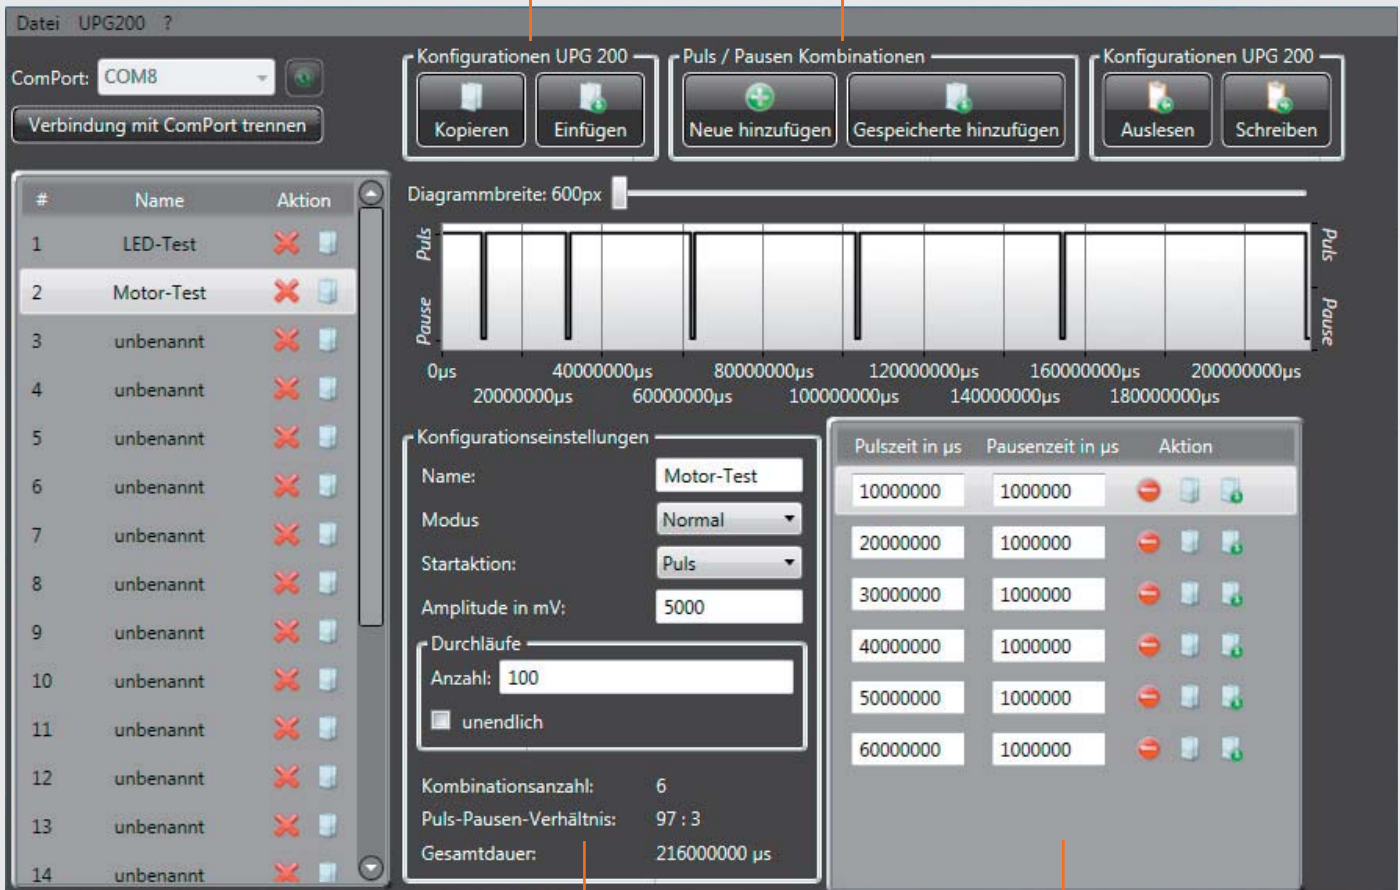 Datei UPG200 ?
ComPort: COM8
Verbindung mit ComPort trennen
Konfigurationen UPG 200
Kopieren Einfügen
Puls / Pausen Kombinationen
Neue hinzufügen Gespeicherte hinzufügen
Konfigurationen UPG 200
Auslesen Schreiben
# Name Aktion
1 LED-Test
2 Motor-Test
3 unbenannt
4 unbenannt
5 unbenannt
6 unbenannt
7 unbenannt
8 unbenannt
9 unbenannt
10 unbenannt
11 unbenannt
12 unbenannt
13 unbenannt
14 unbenannt
Diagrammbreite: 600px
Puls
Pause
Puls
Pause
0µs 40000000µs 80000000µs 120000000µs 160000000µs 200000000µs
20000000µs 60000000µs 100000000µs 140000000µs 180000000µs
Konfigurationseinstellungen
Name: Motor-Test
Modus Normal
Startaktion: Puls
Amplitude in mV: 5000
Durchläufe
Anzahl: 100
unendlich
Kombinationsanzahl: 6
Puls-Pausen-Verhältnis: 97 : 3
Gesamtdauer: 216000000 µs
Pulszeit in µs Pausenzeit in µs Aktion
10000000 1000000
20000000 1000000
30000000 1000000
40000000 1000000
50000000 1000000
60000000 1000000